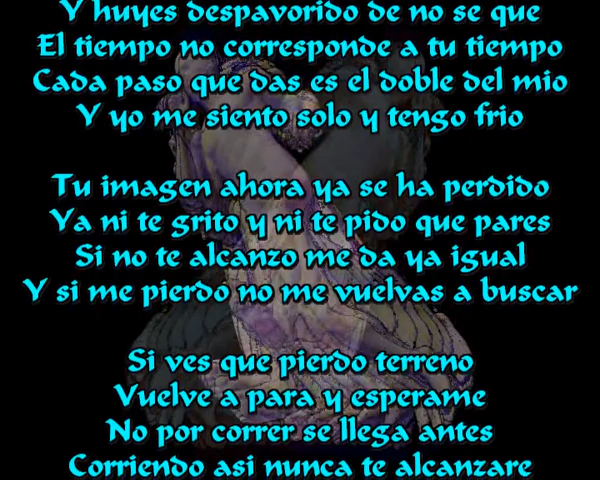 Y huyes despavorido de no se que
El tiempo no corresponde a tu tiempo
Cada paso que das es el doble del mio
Y yo me siento solo y tengo frio
Tu imagen ahora ya se ha perdido
Ya ni te grito y ni te pido que pares
Si no te alcanzo me da ya igual
Y si me pierdo no me vuelvas a buscar
Si ves que pierdo terreno
Vuelve a para y esperame
No por correr se llega antes
Corriendo asi nunca te alcanzare